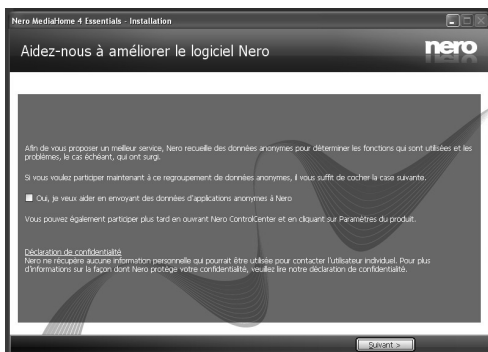 Nero MediaHome 4 Essentials - Installation
Aidez-nous à améliorer le logiciel Nero
nero
Afin de vous proposer un meilleur service, Nero recueille des données anonymes pour déterminer les fonctions qui sont utilisées et les
problèmes, le cas échéant, qui ont surgi.
Si vous voulez participer maintenant à ce regroupement de données anonymes, il vous suffit de cocher la case suivante.
Oui, je veux aider en envoyant des données d'applications anonymes à Nero
Vous pouvez également participer plus tard en ouvrant Nero ControlCenter et en cliquant sur Paramètres du produit.
Déclaration de confidentialité
Nero ne récupère aucune information personnelle qui pourrait être utilisée pour contacter l'utilisateur individuel. Pour plus
d'informations sur la façon dont Nero protège votre confidentialité, veuillez lire notre déclaration de confidentialité.
Suivant >